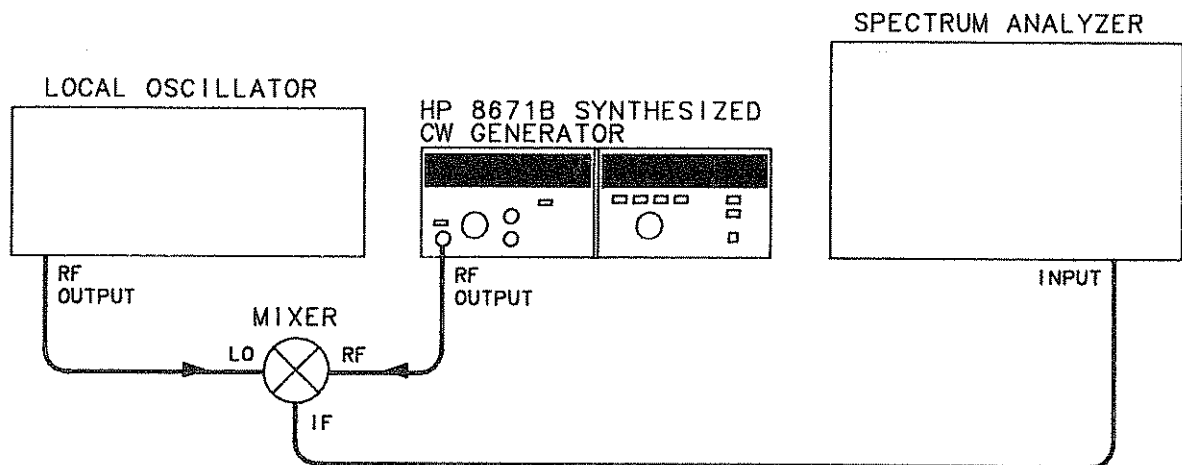 SPECTRUM ANALYZER
LOCAL OSCILLATOR
HP 8671B SYNTHESIZED
CW GENERATOR
RF
OUTPUT
RF
OUTPUT
INPUT
MIXER
LO
RF
IF